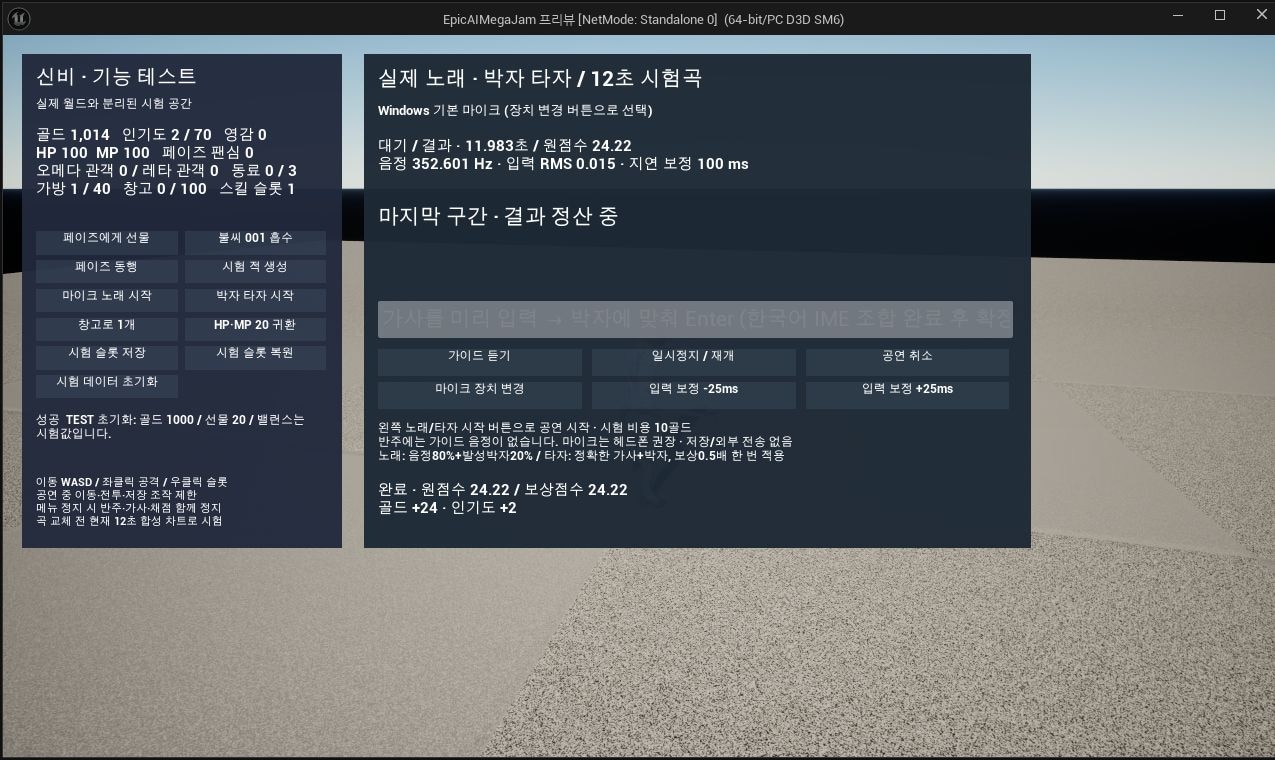 EpicAIMegaJam 프리뷰 [NetMode: Standalone 0] (64-bit/PC D3D SM6)
신비 · 기능 테스트
실제 월드와 분리된 시험 공간
골드 1,014 인기도 2 / 70 영감 0
HP 100 MP 100 페이즈 팬심 0
오메다 관객 0 / 레타 관객 0 동료 0 / 3
가방 1 / 40 창고 0 / 100 스킬 슬롯 1
페이즈에게 선물
불씨 001 흡수
페이즈 동행
시험 적 생성
마이크 노래 시작
박자 타자 시작
창고로 1개
HP·MP 20 귀환
시험 슬롯 저장
시험 슬롯 복원
시험 데이터 초기화
성공 TEST 초기화: 골드 1000 / 선물 20 / 밸런스는
시험값입니다.
이동 WASD / 좌클릭 공격 / 우클릭 슬롯
공연 중 이동·전투·저장 조작 제한
메뉴 정지 시 반주·가사·채점 함께 정지
곡 교체 전 현재 12초 합성 차트로 시험
실제 노래 · 박자 타자 / 12초 시험곡
Windows 기본 마이크 (장치 변경 버튼으로 선택)
대기 / 결과 · 11.983초 / 원점수 24.22
음정 352.601 Hz · 입력 RMS 0.015 · 지연 보정 100 ms
마지막 구간 · 결과 정산 중
가사를 미리 입력 → 박자에 맞춰 Enter (한국어 IME 조합 완료 후 확정
가이드 듣기
일시정지 / 재개
공연 취소
마이크 장치 변경
입력 보정 -25ms
입력 보정 +25ms
왼쪽 노래/타자 시작 버튼으로 공연 시작 · 시험 비용 10골드
반주에는 가이드 음정이 없습니다. 마이크는 헤드폰 권장 · 저장/외부 전송 없음
노래: 음정80%+발성박자20% / 타자: 정확한 가사+박자, 보상0.5배 한 번 적용
완료 · 원점수 24.22 / 보상점수 24.22
골드 +24 · 인기도 +2